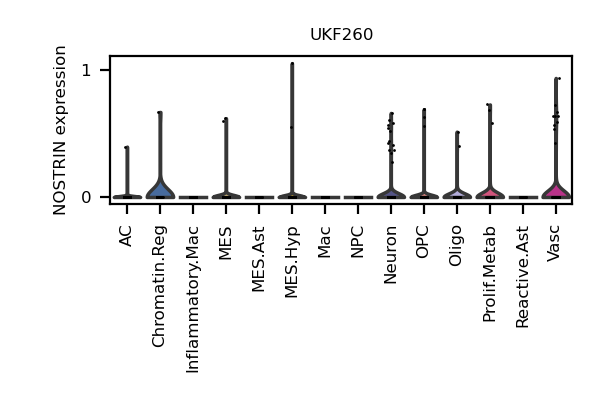 UKF260
NOSTRIN expression
1
0
AC
Chromatin.Reg
Inflammatory.Mac
MES
MES.Ast
MES.Hyp
Mac
NPC
Neuron
OPC
Oligo
Prolif.Metab
Reactive.Ast
Vasc